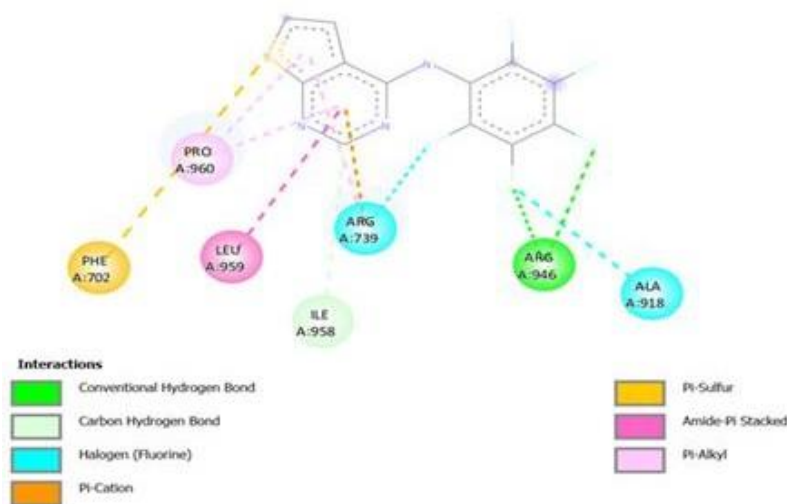 N
PRO
A:960
N
N
ARG
A:739
PHE
A:702
LEU
A:959
ARG
A:946
ALA
A:918
ILE
A:958
Interactions
Conventional Hydrogen Bond
Carbon Hydrogen Bond
Halogen (Fluorine)
Pi-Cation
Pi-Sulfur
Amide-Pi Stacked
Pi-Alkyl